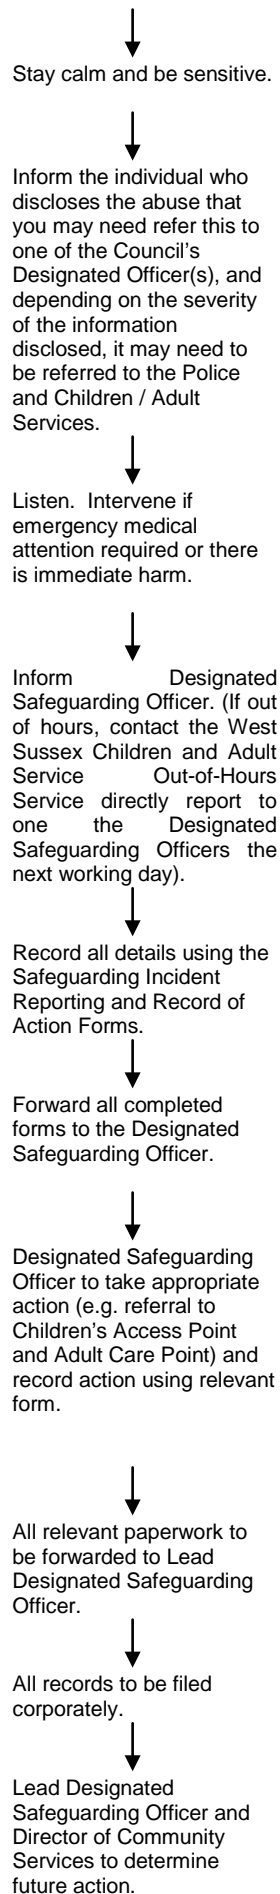 Stay calm and be sensitive.
Inform the individual who
discloses the abuse that
you may need refer this to
one of the Council's
Designated Officer(s), and
depending on the severity
of the information
disclosed, it may need to
be referred to the Police
and Children / Adult
Services.
Listen. Intervene if
emergency medical
attention required or there
is immediate harm.
Inform Designated
Safeguarding Officer. (If out
of hours, contact the West
Sussex Children and Adult
Service Out-of-Hours
Service directly report to
one the Designated
Safeguarding Officers the
next working day).
Record all details using the
Safeguarding Incident
Reporting and Record of
Action Forms.
Forward all completed
forms to the Designated
Safeguarding Officer.
Designated Safeguarding
Officer to take appropriate
action (e.g. referral to
Children's Access Point
and Adult Care Point) and
record action using relevant
form.
All relevant paperwork to
be forwarded to Lead
Designated Safeguarding
Officer.
All records to be filed
corporately.
Lead Designated
Safeguarding Officer and
Director of Community
Services to determine
future action.